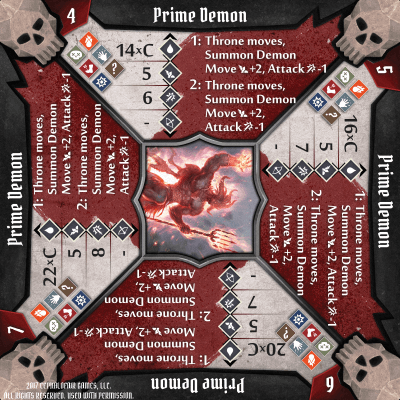 4
Prime Demon
14xC
5
6
-
1: Throne moves,
Summon Demon
Move +2, Attack -1
2: Throne moves,
Summon Demon
Move +2,
Attack -1
5
Prime Demon
16xC
5
7
-
1: Throne moves,
Summon Demon
Move +2, Attack -1
2: Throne moves,
Summon Demon
Move +2,
Attack -1
6
Prime Demon
20xC
5
7
-
1: Throne moves,
Summon Demon
Move +2, Attack -1
2: Throne moves,
Summon Demon
Move +2,
Attack -1
7
Prime Demon
22xC
5
8
-
1: Throne moves,
Summon Demon
Move +2, Attack -1
2: Throne moves,
Summon Demon
Move +2,
Attack -1
2017 CEPHALOFAIR GAMES, LLC.
ALL RIGHTS RESERVED. USED WITH PERMISSION.